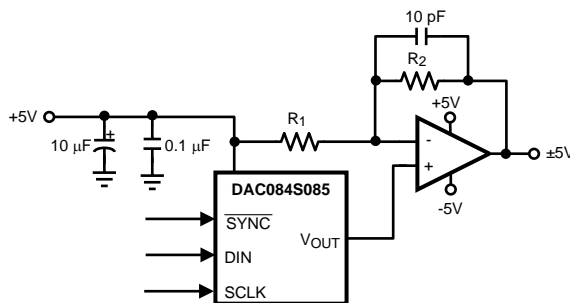 10 pF
R2
+5V
R1
+5V
10 μF
+
0.1 μF
-
+
±5V
-5V
DAC084S085
SYNC
VOUT
DIN
SCLK